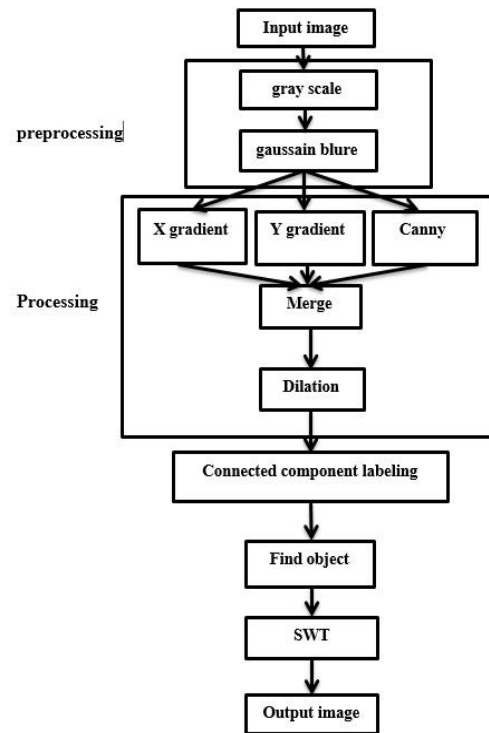 Input image
gray scale
preprocessing
gaussain blure
X gradient
Y gradient
Canny
Processing
Merge
Dilation
Connected component labeling
Find object
SWT
Output image